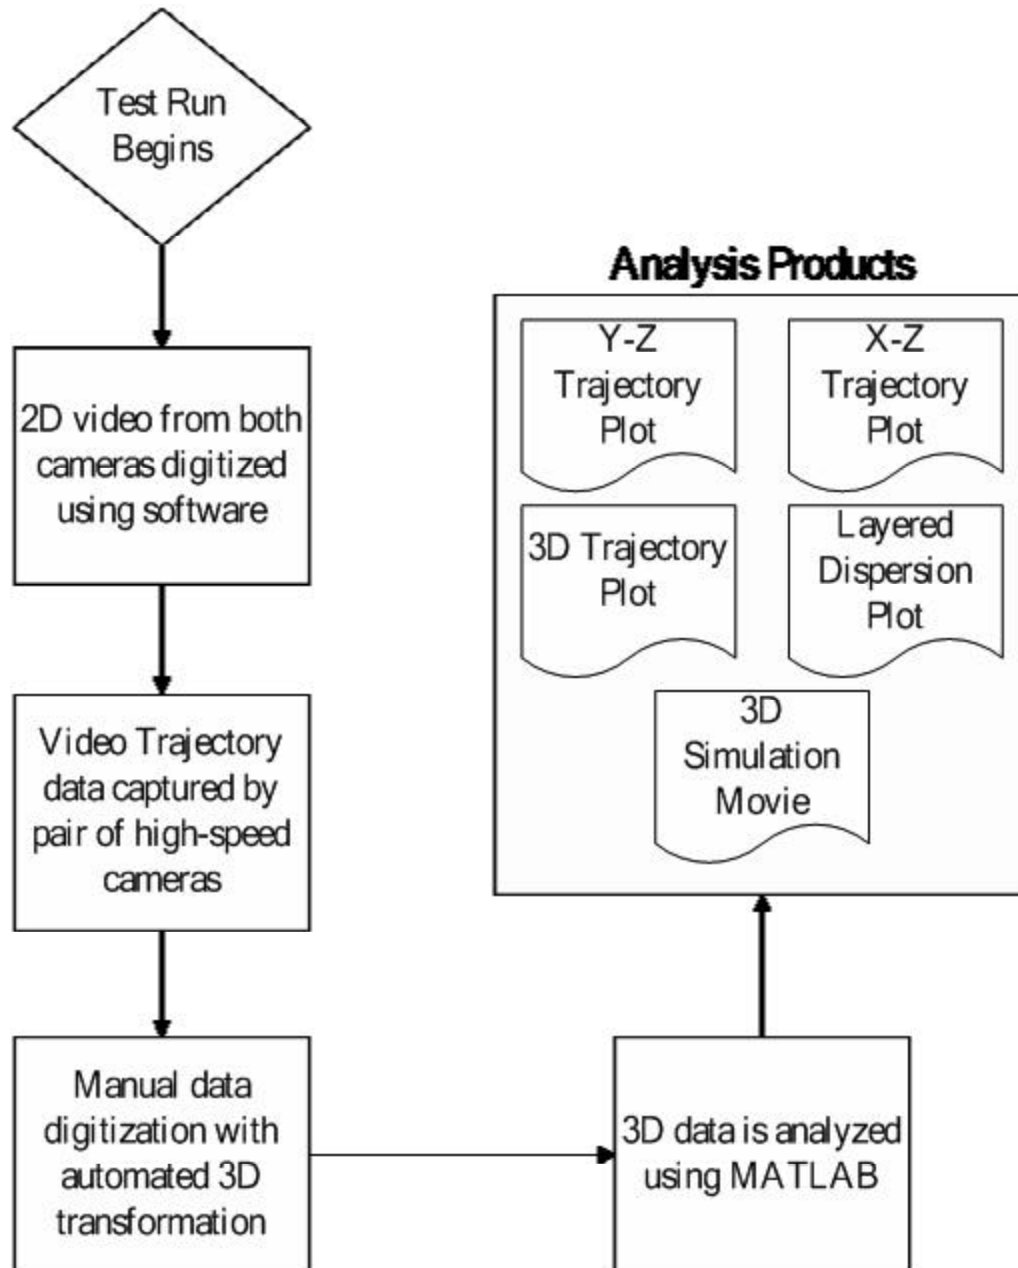 Test Run
Begins
2D video from both
cameras digitized
using software
Video Trajectory
data captured by
pair of high-speed
cameras
Manual data
digitization with
automated 3D
transformation
3D data is analyzed
using MATLAB
Analysis Products
Y-Z
Trajectory
Plot
X-Z
Trajectory
Plot
3D Trajectory
Plot
Layered
Dispersion
Plot
3D
Simulation
Movie